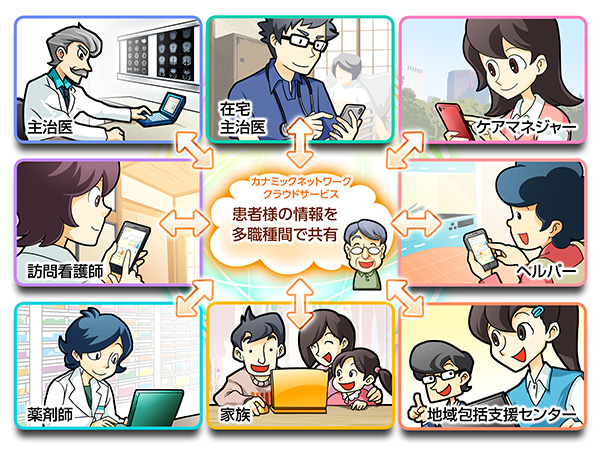 主治医
在宅
主治医
ケアマネジャー
カナミックネットワーク
クラウドサービス
患者様の情報を
多職種間で共有
訪問看護師
ヘルパー
薬剤師
家族
地域包括支援センター